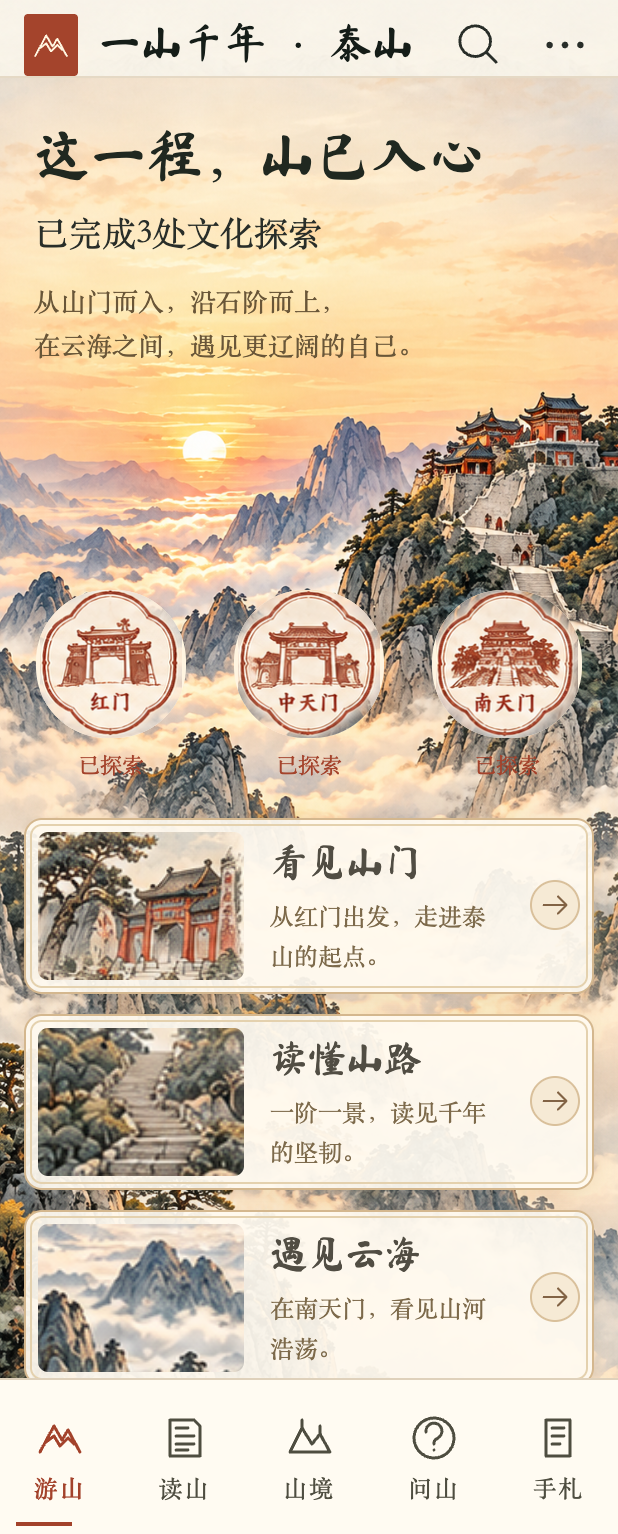 一山千年 · 泰山
这一程，山已入心
已完成3处文化探索
从山门而入，沿石阶而上，
在云海之间，遇见更辽阔的自己。
红门
中天门
南天门
已探索
已探索
已探索
看见山门
从红门出发，走进泰
山的起点。
读懂山路
一阶一景，读见千年
的坚韧。
遇见云海
在南天门，看见山河
浩荡。
游山
读山
山境
问山
手札